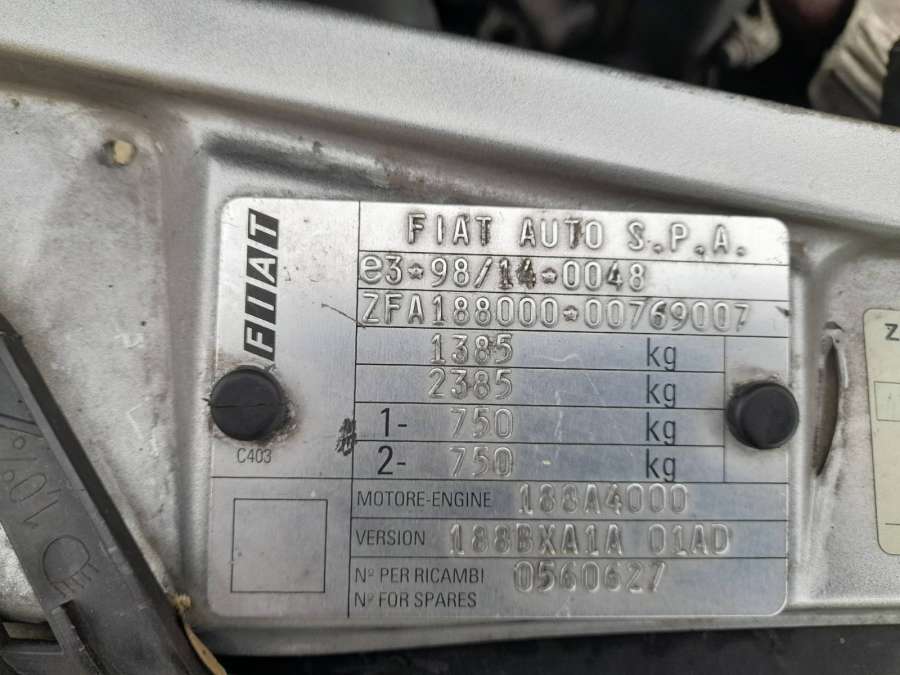 FIAT
FIAT AUTO S.P.A.
e3*98/14*0048
ZFA188000*00769007
1385 kg
2385 kg
1- 750 kg
2- 750 kg
C403
MOTORE-ENGINE 188A4000
VERSION 188BXA1A 01AD
Nº PER RICAMBI 0560627
Nº FOR SPARES
Z